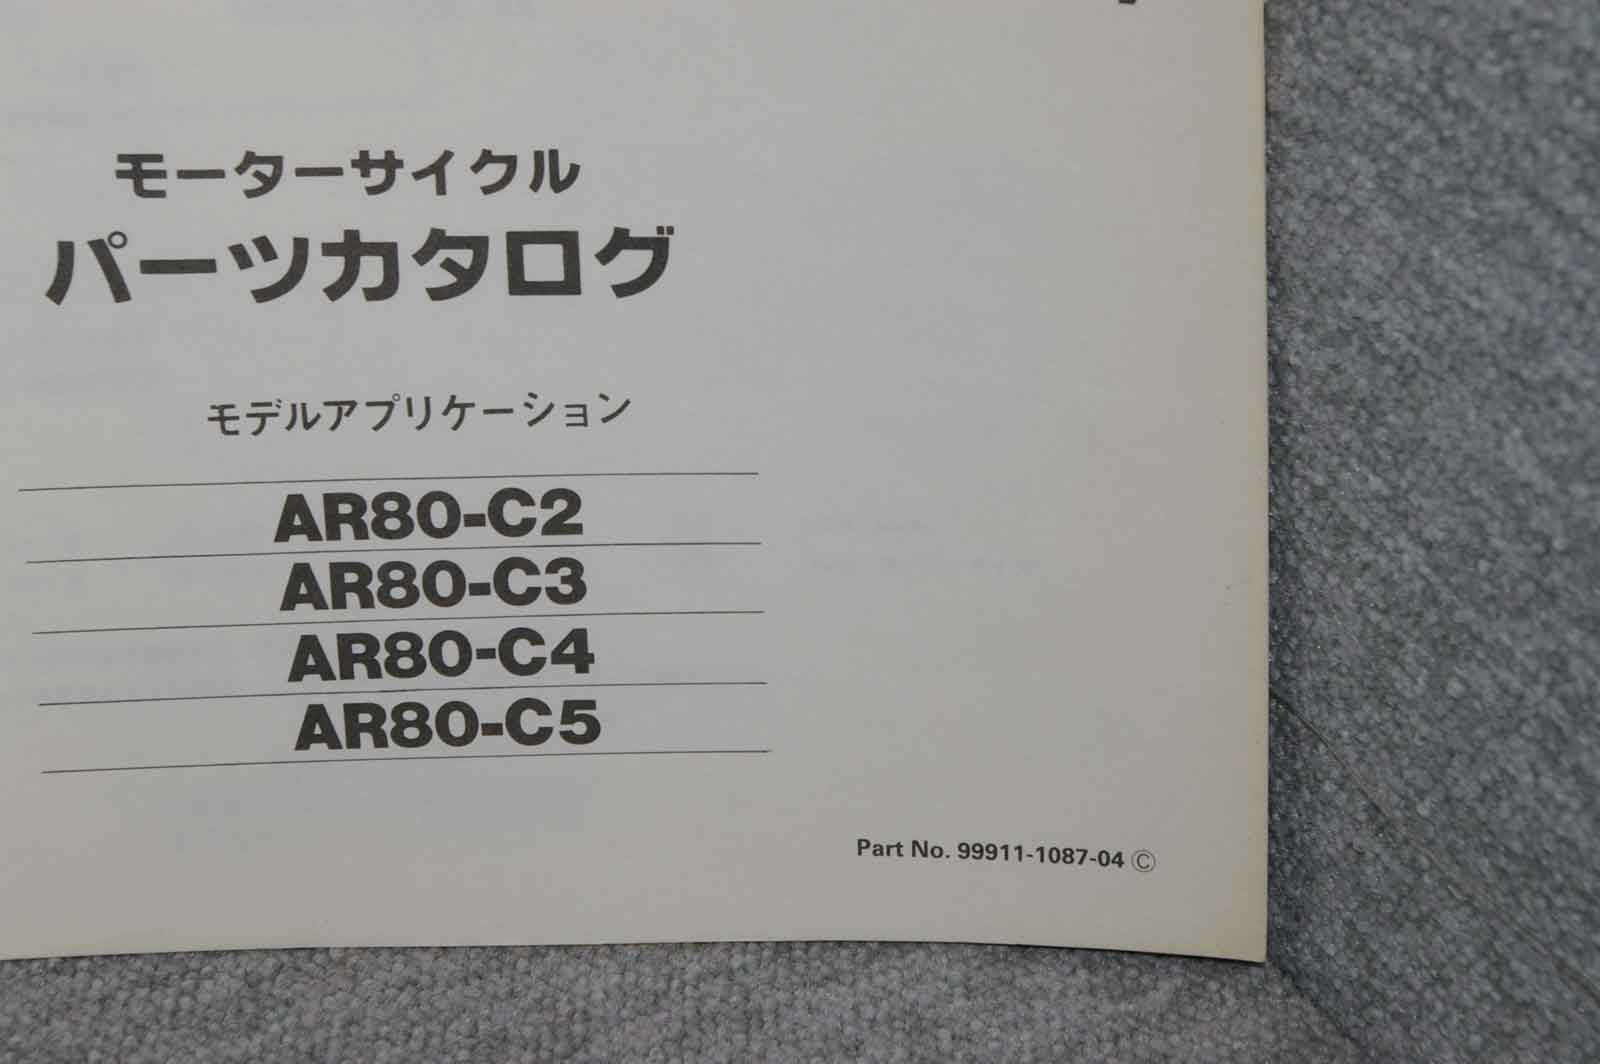 モーターサイクル
パーツカタログ
モデルアプリケーション
AR80-C2
AR80-C3
AR80-C4
AR80-C5
Part No. 99911-1087-04 Ⓒ